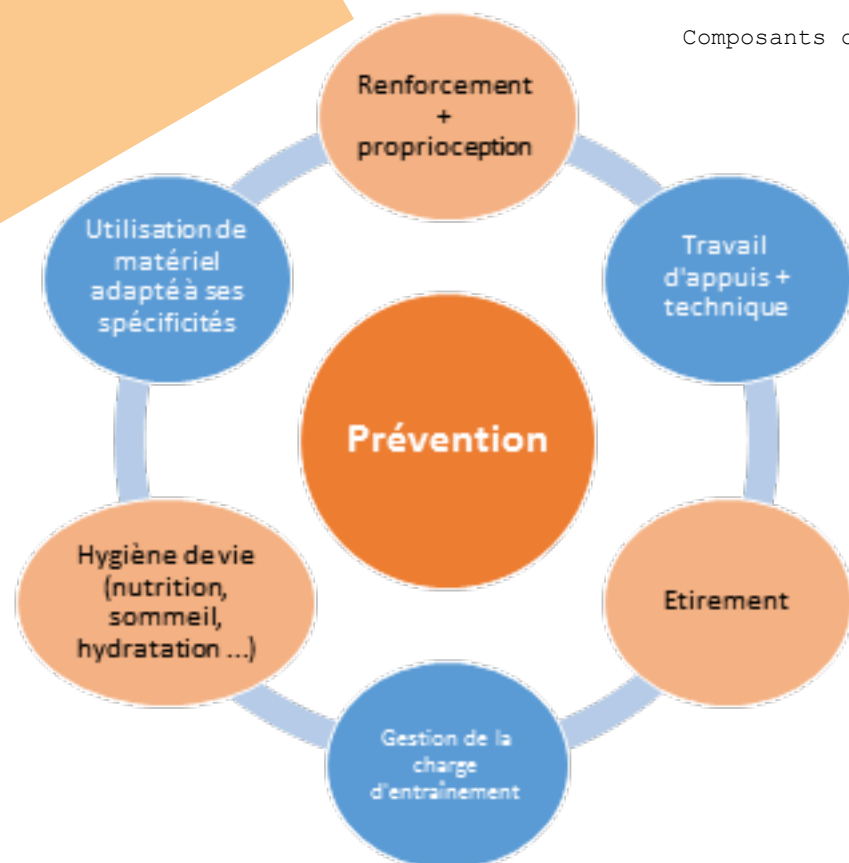 Composants
Renforcement
+
proprioception
Travail
d'appuis +
technique
Etirement
Gestion de la
charge
d'entraînement
Hygiène de vie
(nutrition,
sommeil,
hydratation ...)
Utilisation de
matériel
adapté à ses
spécificités
Prévention